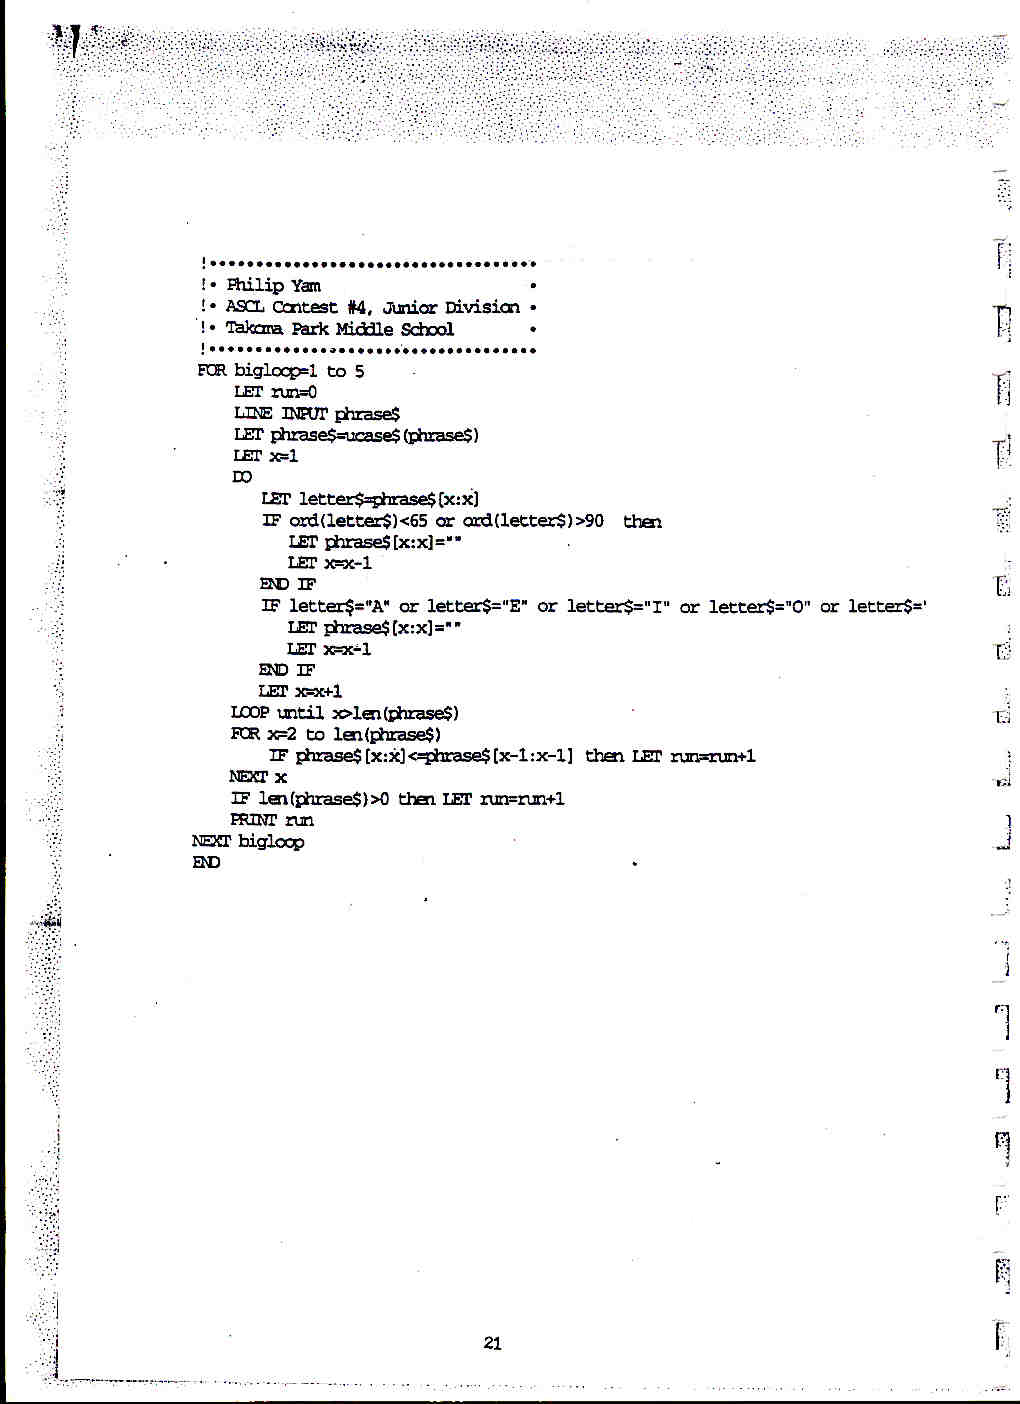 !••••••••••••••••••••••••••••••••••••
!• Philip Yam •
!• ASCL Contest #4, Junior Division •
!• Takoma Park Middle School •
!••••••••••••••••••••••••••••••••••••
FOR bigloop=1 to 5
LET run=0
LINE INPUT phrase$
LET phrase$=ucase$(phrase$)
LET x=1
DO
LET letter$=phrase$[x:x]
IF ord(letter$)<65 or ord(letter$)>90 then
LET phrase$[x:x]=""
LET x=x-1
END IF
IF letter$="A" or letter$="E" or letter$="I" or letter$="O" or letter$='
LET phrase$[x:x]=""
LET x=x-1
END IF
LET x=x+1
LOOP until x>len(phrase$)
FOR x=2 to len(phrase$)
IF phrase$[x:x]<=phrase$[x-1:x-1] then LET run=run+1
NEXT x
IF len(phrase$)>0 then LET run=run+1
PRINT run
NEXT bigloop
END
21